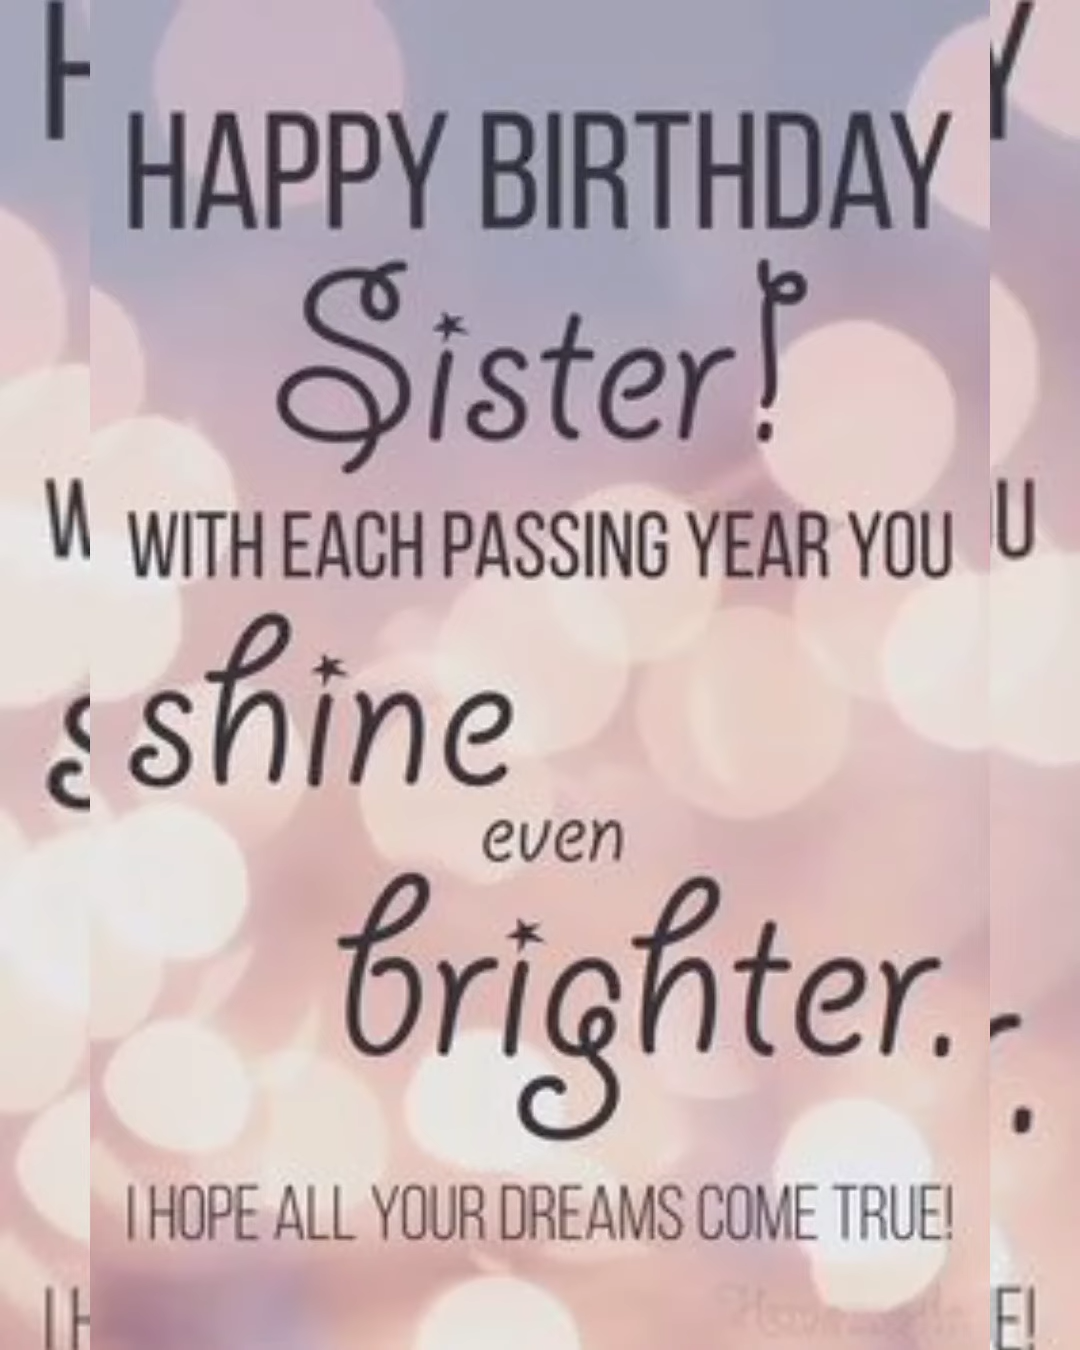 HAPPY BIRTHDAY
Sister!
WITH EACH PASSING YEAR YOU
shine
even
brighter.
I HOPE ALL YOUR DREAMS COME TRUE!